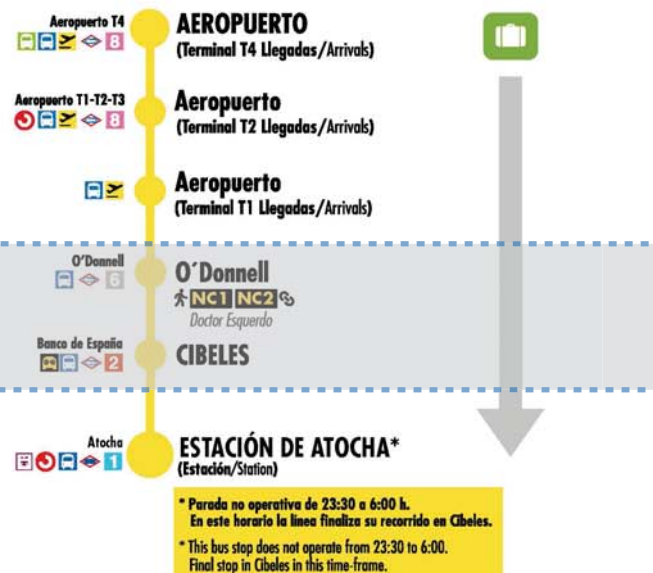 Aeropuerto T4
8
AEROPUERTO
(Terminal T4 Llegadas/Arrivals)
Aeropuerto T1-T2-T3
8
Aeropuerto
(Terminal T2 Llegadas/Arrivals)
Aeropuerto
(Terminal T1 Llegadas/Arrivals)
O'Donnell
6
O´Donnell
NC1 NC2
Doctor Esquerdo
Banco de España
2
CIBELES
Atocha
1
ESTACIÓN DE ATOCHA*
(Estación/Station)
* Parada no operativa de 23:30 a 6:00 h.
En este horario la línea finaliza su recorrido en Cibeles.
* This bus stop does not operate from 23:30 to 6:00.
Final stop in Cibeles in this time-frame.